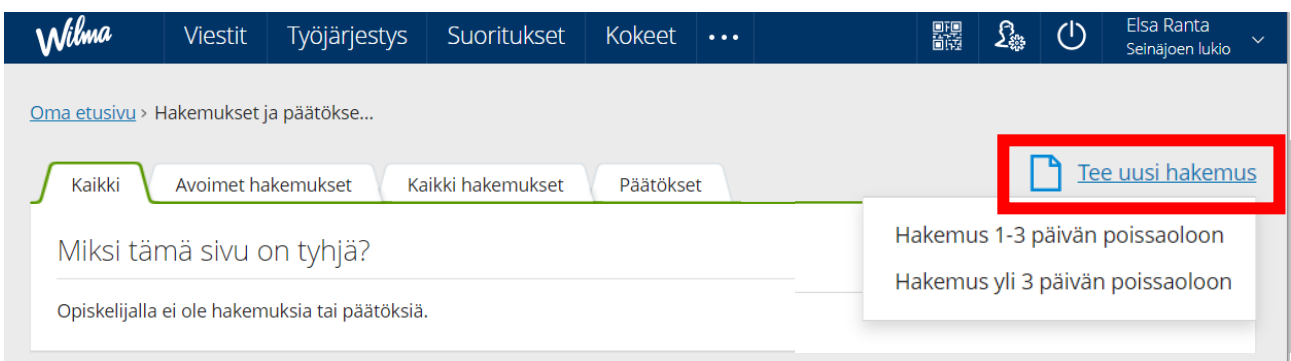 Wilma Viestit Työjärjestys Suoritukset Kokeet ••• Elsa Ranta
Seinäjoen lukio
Oma etusivu › Hakemukset ja päätökse...
Tee uusi hakemus
Kaikki Avoimet hakemukset Kaikki hakemukset Päätökset
Hakemus 1-3 päivän poissaoloon
Hakemus yli 3 päivän poissaoloon
Miksi tämä sivu on tyhjä?
Opiskelijalla ei ole hakemuksia tai päätöksiä.